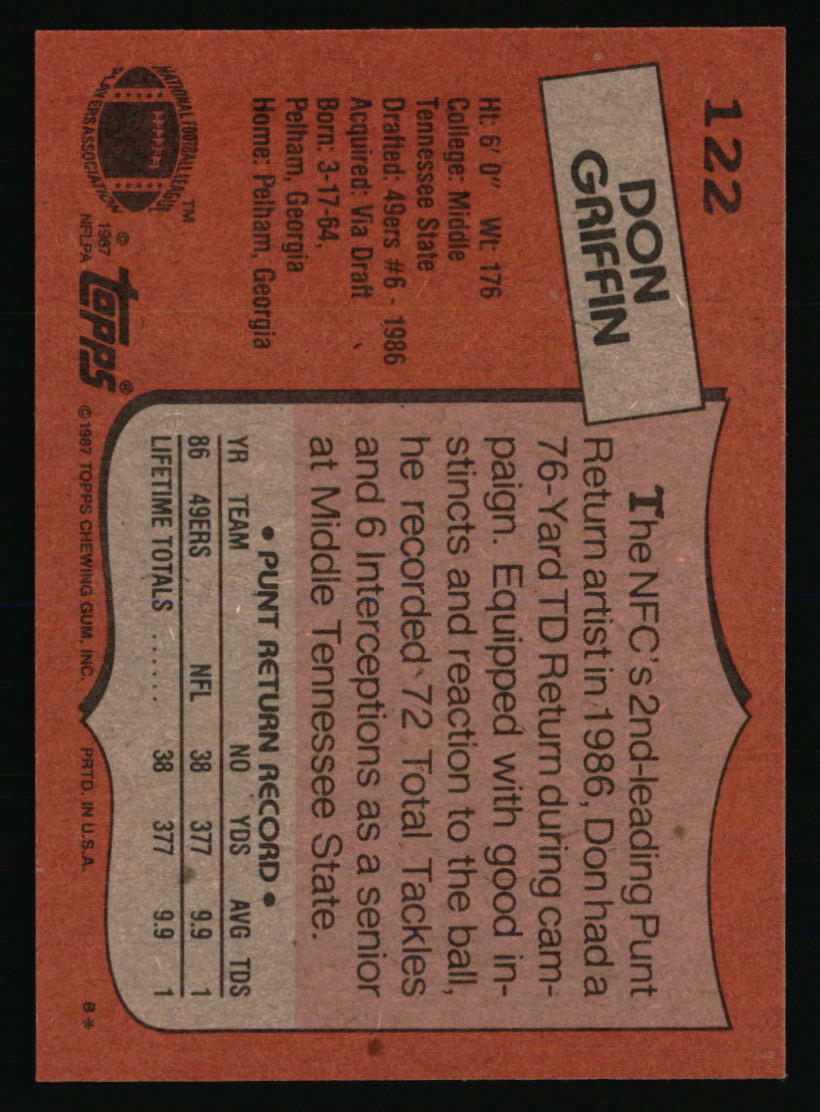 122
DON
GRIFFIN
Ht: 6' 0" Wt: 176
College: Middle
Tennessee State
Drafted: 49ers #6 - 1986
Acquired: Via Draft
Born: 3-17-64,
Pelham, Georgia
Home: Pelham, Georgia
NATIONAL FOOTBALL LEAGUE
PLAYERS ASSOCIATION
TM
©
1987
NFLPA
topps®
The NFC's 2nd-leading Punt
Return artist in 1986, Don had a
76-Yard TD Return during cam-
paign. Equipped with good in-
stincts and reaction to the ball,
he recorded 72 Total Tackles
and 6 Interceptions as a senior
at Middle Tennessee State.
• PUNT RETURN RECORD •
YR TEAM NO YDS AVG TDS
86 49ERS NFL 38 377 9.9 1
LIFETIME TOTALS ...... 38 377 9.9 1
©1987 TOPPS CHEWING GUM, INC. PRTD. IN U.S.A. B*